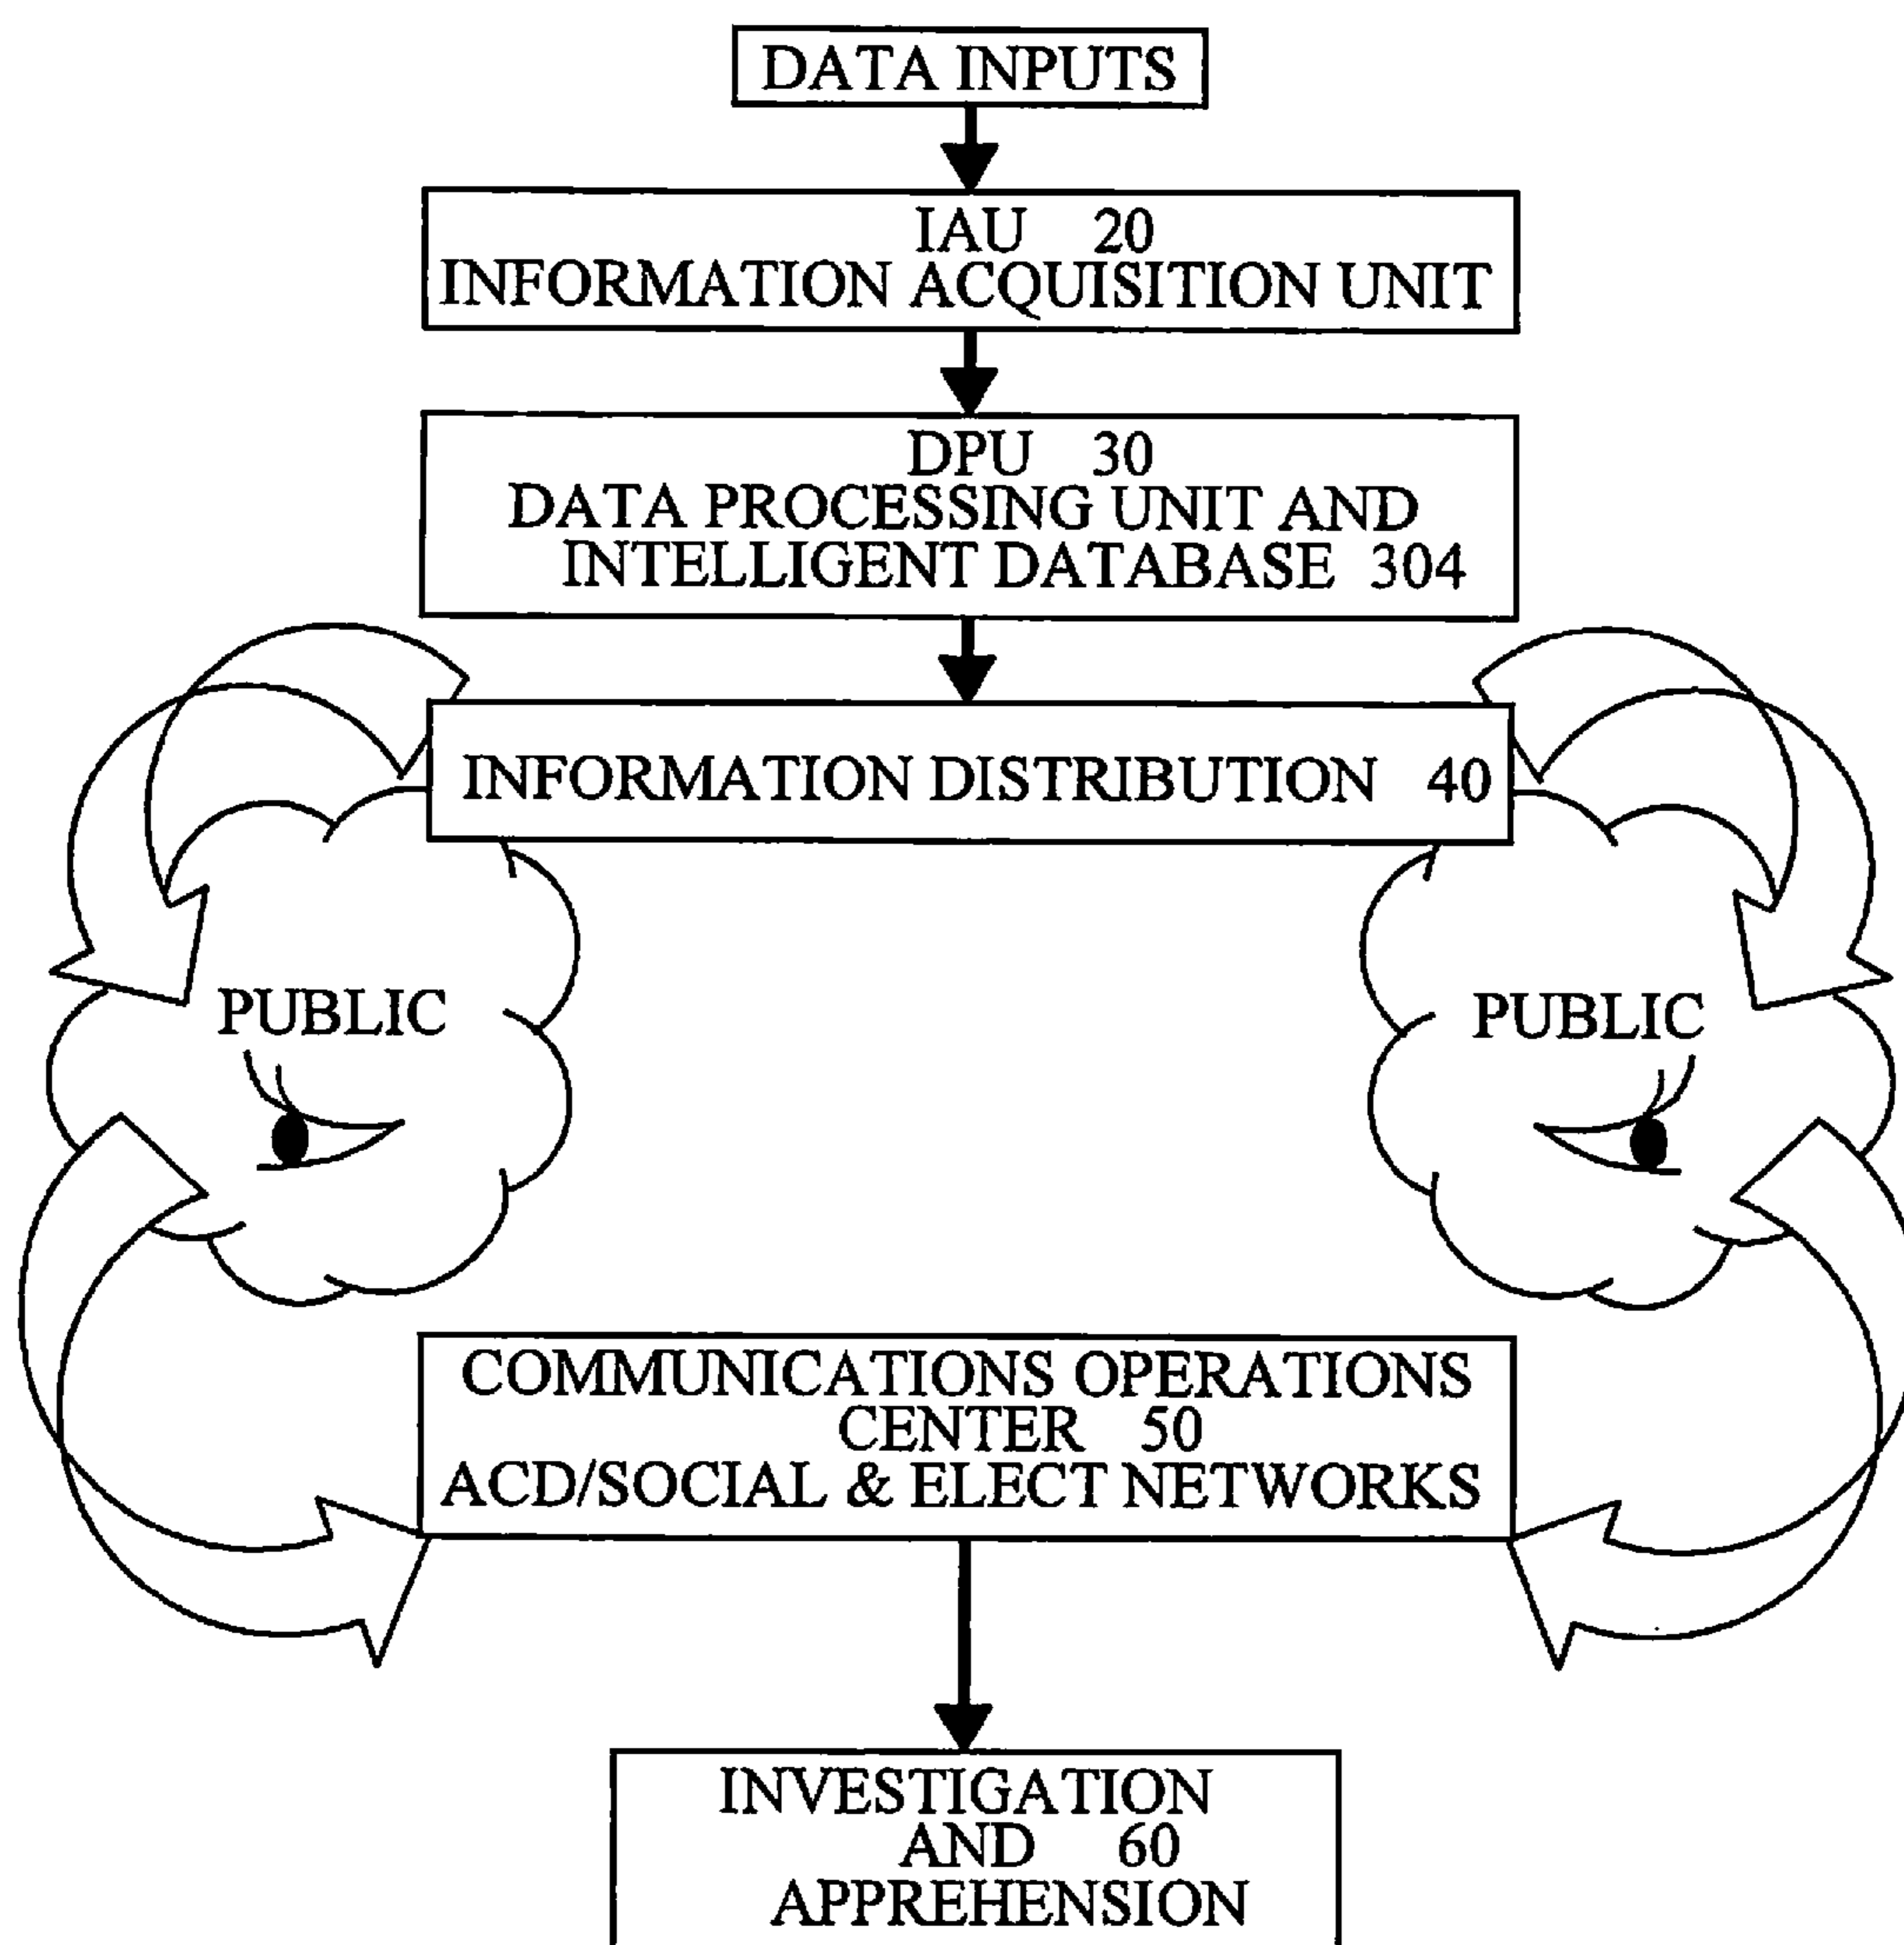 DATA INPUTS
IAU 20
INFORMATION ACQUISITION UNIT
DPU 30
DATA PROCESSING UNIT AND
INTELLIGENT DATABASE 304
INFORMATION DISTRIBUTION 40
PUBLIC
PUBLIC
COMMUNICATIONS OPERATIONS
CENTER 50
ACD/SOCIAL & ELECT NETWORKS
INVESTIGATION
AND 60
APPREHENSION